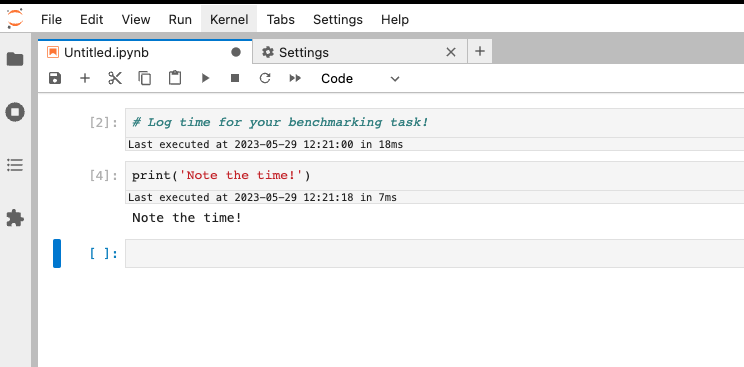 File Edit View Run Kernel Tabs Settings Help
Untitled.ipynb Settings
Code
[2]: # Log time for your benchmarking task!
Last executed at 2023-05-29 12:21:00 in 18ms
[4]: print('Note the time!')
Last executed at 2023-05-29 12:21:18 in 7ms
Note the time!
[ ]: